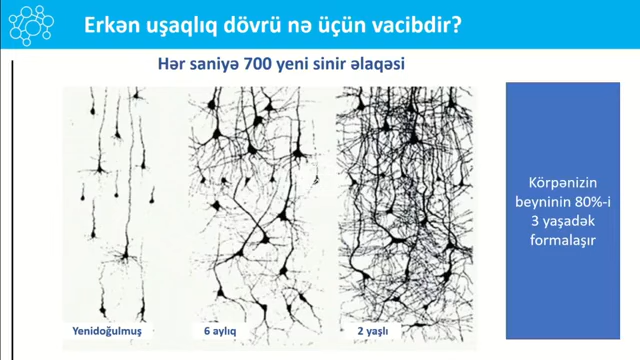 Erkən uşaqlıq dövrü nə üçün vacibdir?
Hər saniyə 700 yeni sinir əlaqəsi
Yenidoğulmuş
6 aylıq
2 yaşlı
Körpənizin
beyninin 80%-i
3 yaşadək
formalaşır